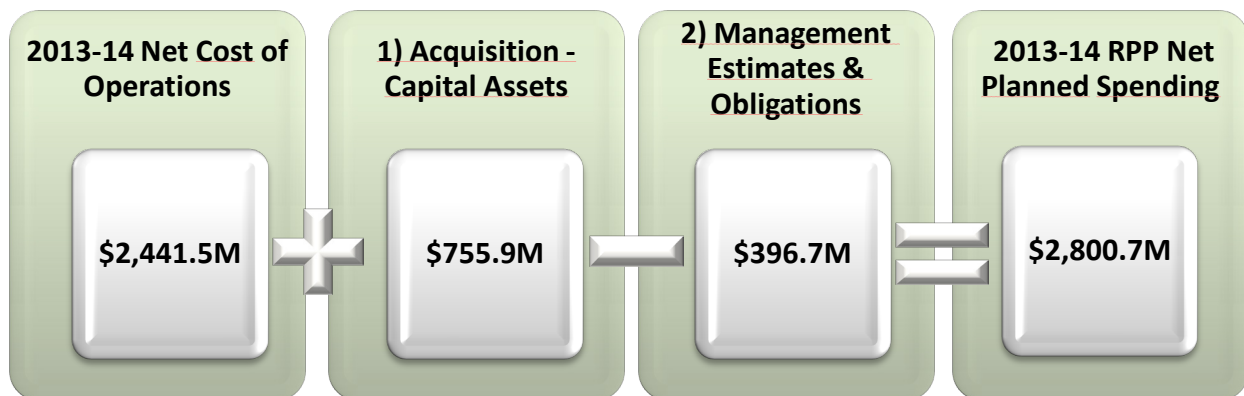 2013-14 Net Cost of
Operations
$2,441.5M
1) Acquisition -
Capital Assets
$755.9M
2) Management
Estimates &
Obligations
$396.7M
2013-14 RPP Net
Planned Spending
$2,800.7M